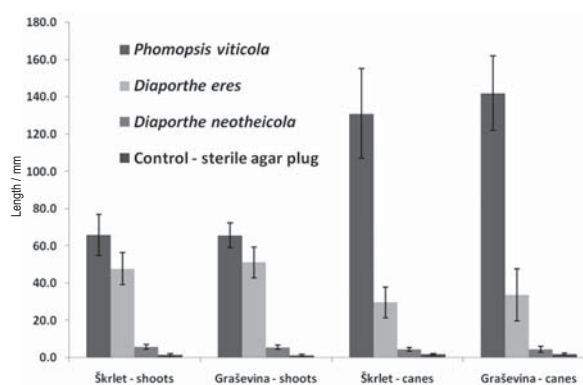 180.0
160.0
140.0
120.0
100.0
80.0
60.0
40.0
20.0
0.0
Length / mm
Phomopsis viticola
Diaporthe eres
Diaporthe neotheicola
Control - sterile agar plug
Škrlet - shoots
Graševina - shoots
Škrlet - canes
Graševina - canes